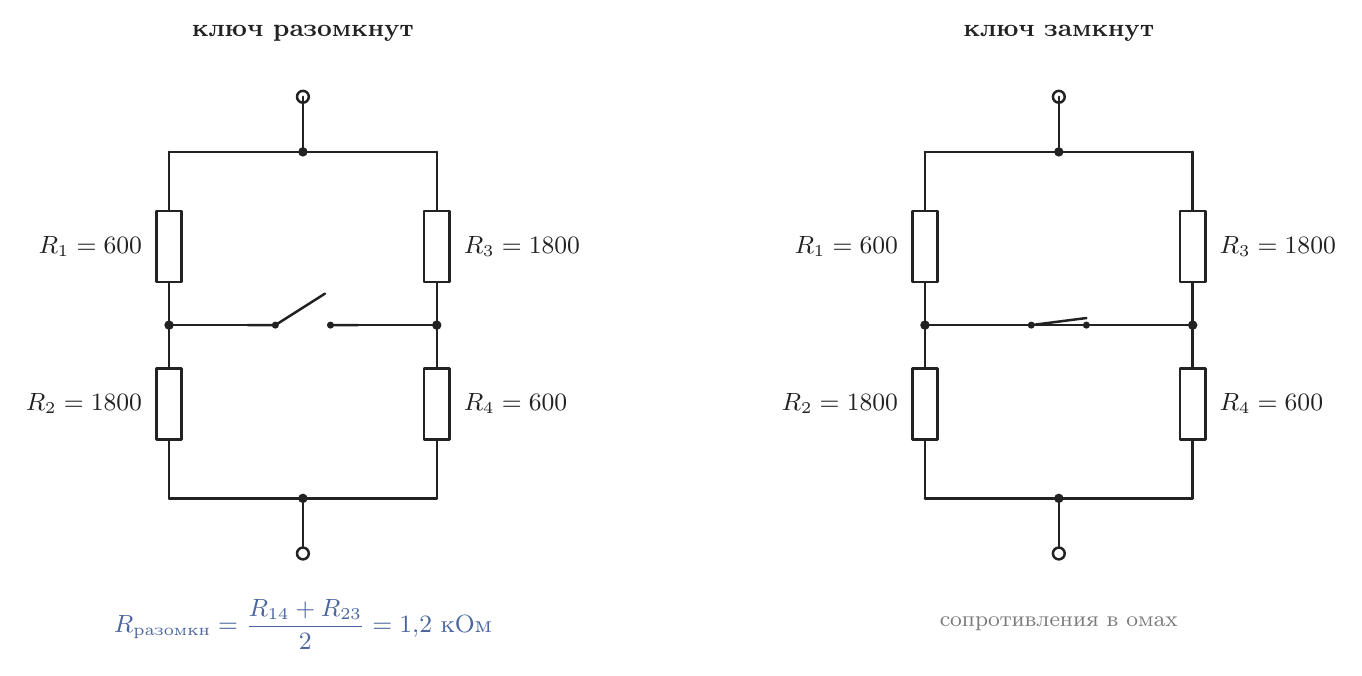 ключ разомкнут
ключ замкнут
R₁ = 600
R₃ = 1800
R₁ = 600
R₃ = 1800
R₂ = 1800
R₄ = 600
R₂ = 1800
R₄ = 600
Rразомкн = (R₁₄ + R₂₃)/2 = 1,2 кОм
сопротивления в омах